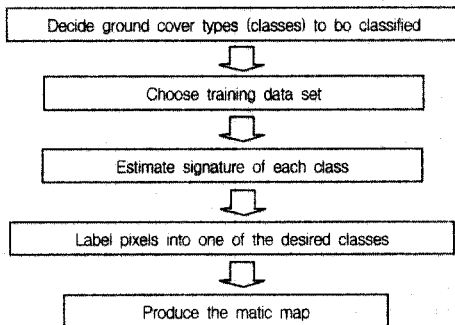 Decide ground cover types (classes) to bo classified
Choose training data set
Estimate signature of each class
Label pixels into one of the desired classes
Produce the matic map